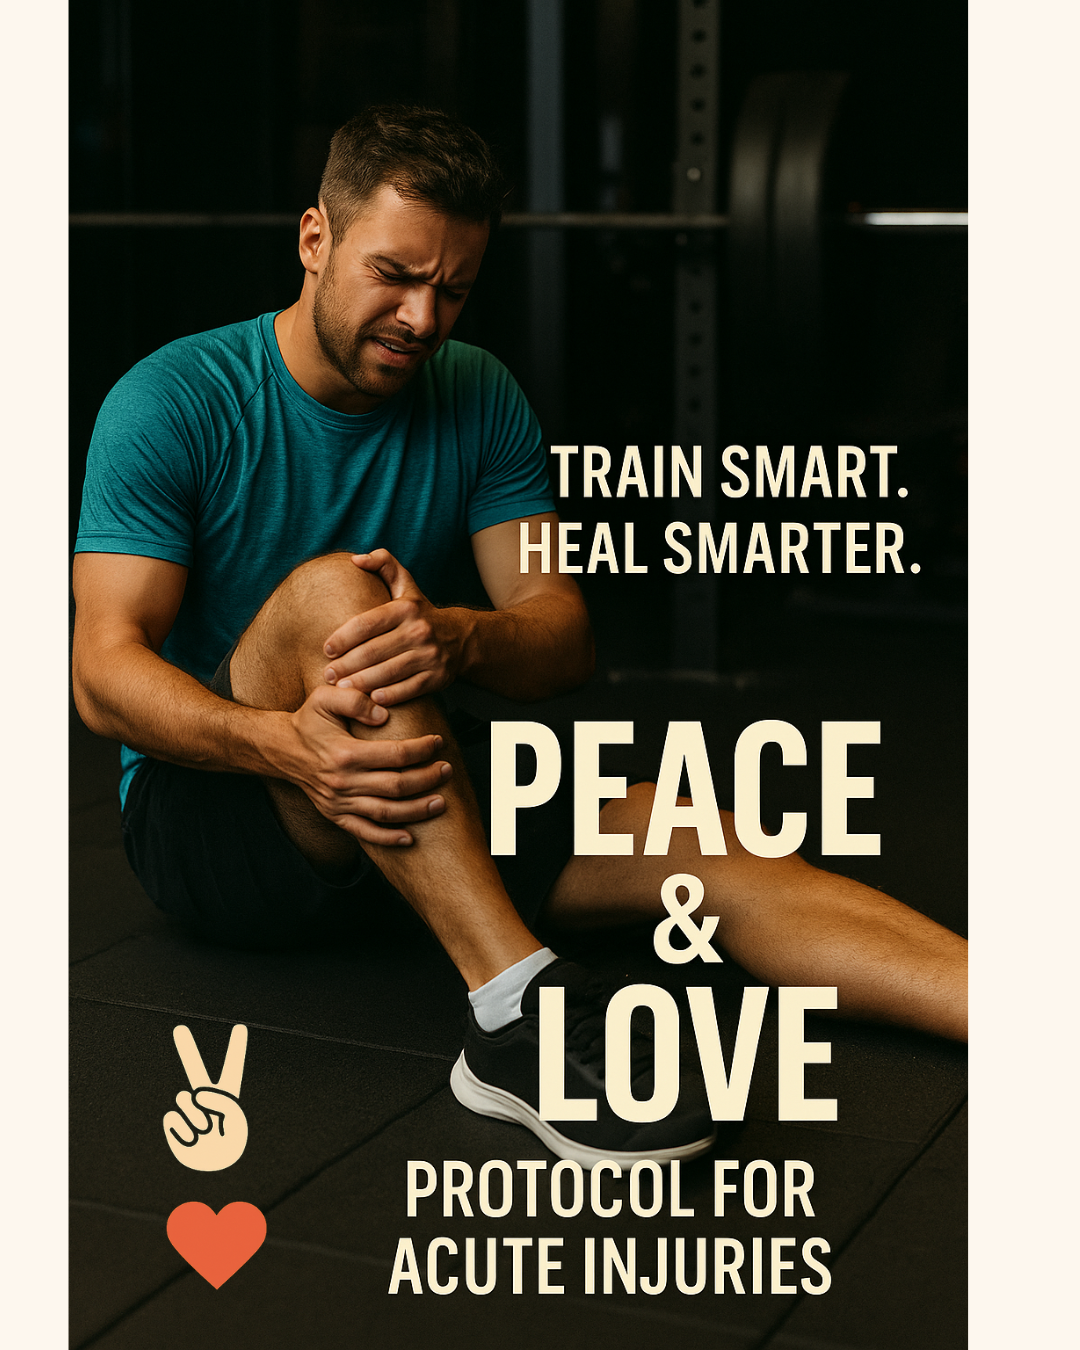 TRAIN SMART.
HEAL SMARTER.
PEACE
&
LOVE
PROTOCOL FOR
ACUTE INJURIES